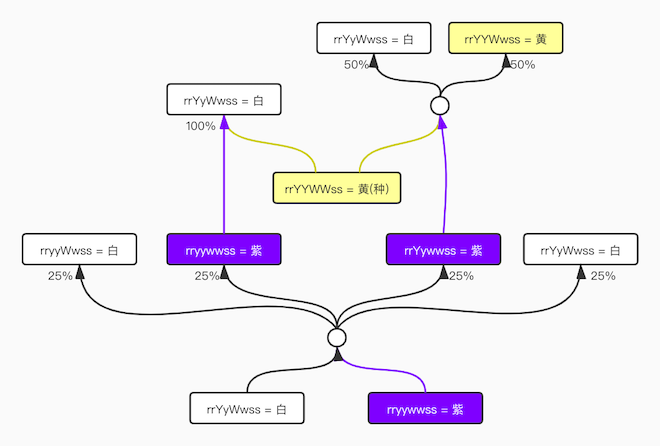 rrYyWwss = 白
rrYYWWss = 黄
50%
50%
rrYyWwss = 白
100%
rrYYWWss = 黄(种)
rryyWwss = 白
rryywwss = 紫
rrYywwss = 紫
rrYyWwss = 白
25%
25%
25%
25%
rrYyWwss = 白
rryywwss = 紫